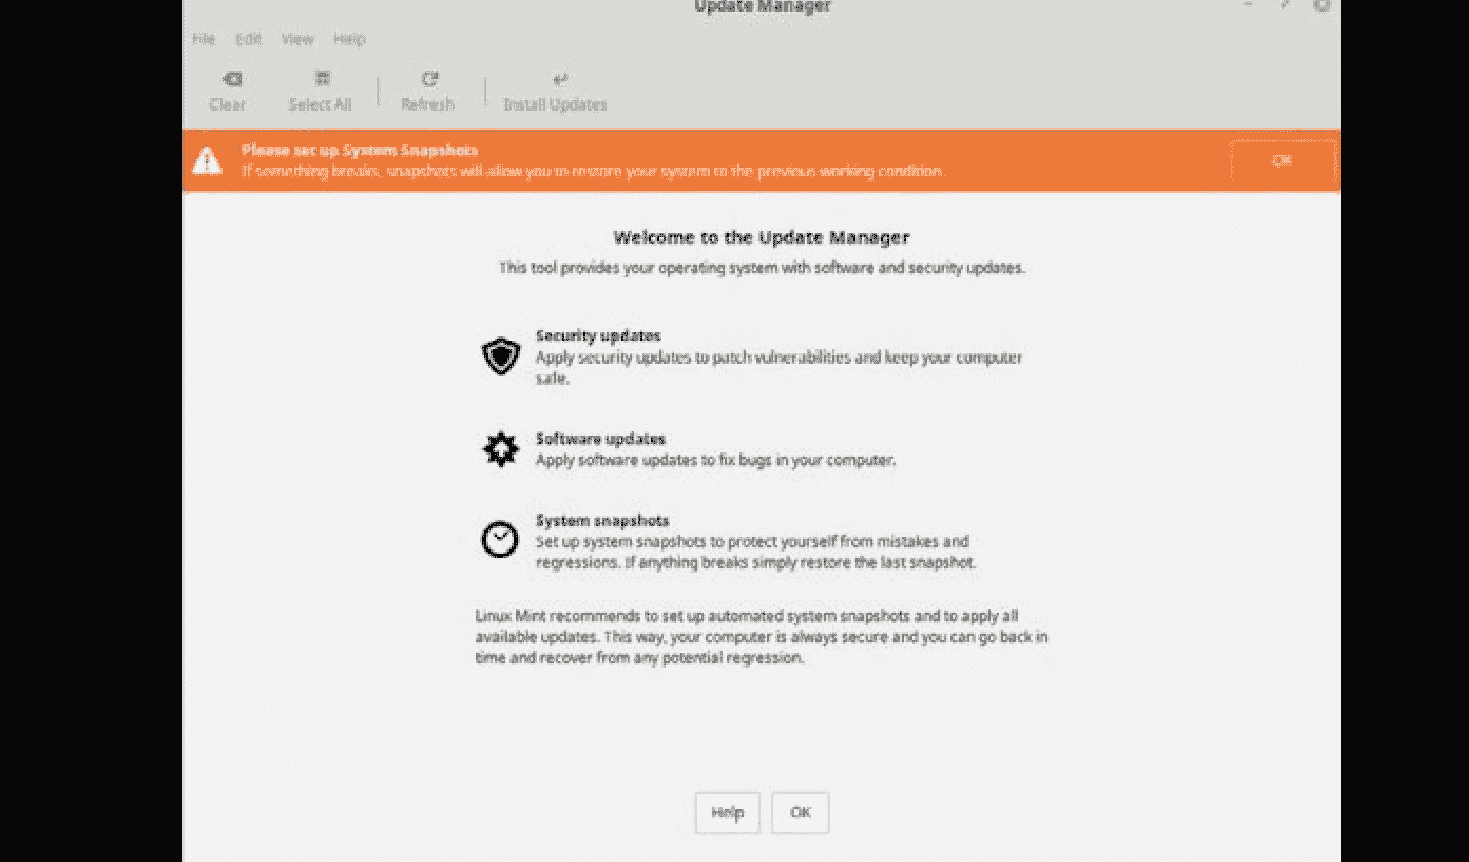 Update Manager
File Edit View Help
Clear Select All Refresh Install Updates
Please set up System Snapshots
If something breaks, snapshots will allow you to restore your system to the previous working condition.
OK
Welcome to the Update Manager
This tool provides your operating system with software and security updates.
Security updates
Apply security updates to patch vulnerabilities and keep your computer
safe.
Software updates
Apply software updates to fix bugs in your computer.
System snapshots
Set up system snapshots to protect yourself from mistakes and
regressions. If anything breaks simply restore the last snapshot.
Linux Mint recommends to set up automated system snapshots and to apply all
available updates. This way, your computer is always secure and you can go back in
time and recover from any potential regression.
Help OK